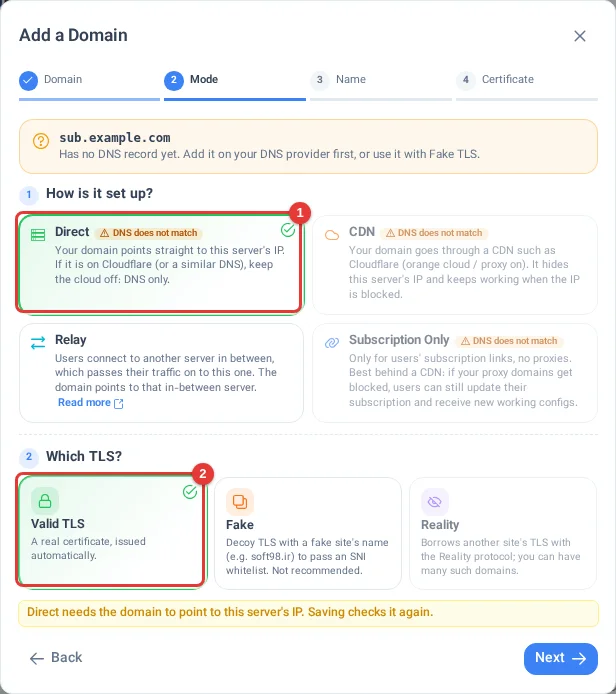 Add a Domain
Domain
2 Mode
3 Name
4 Certificate
sub.example.com
Has no DNS record yet. Add it on your DNS provider first, or use it with Fake TLS.
1 How is it set up?
1
Direct DNS does not match
Your domain points straight to this server's IP.
If it is on Cloudflare (or a similar DNS), keep
the cloud off: DNS only.
CDN DNS does not match
Your domain goes through a CDN such as
Cloudflare (orange cloud / proxy on). It hides
this server's IP and keeps working when the IP
is blocked.
Relay
Users connect to another server in between,
which passes their traffic on to this one. The
domain points to that in-between server.
Read more
Subscription Only DNS does not match
Only for users' subscription links, no proxies.
Best behind a CDN: if your proxy domains get
blocked, users can still update their
subscription and receive new working configs.
2 Which TLS?
2
Valid TLS
A real certificate, issued
automatically.
Fake
Decoy TLS with a fake site's name
(e.g. soft98.ir) to pass an SNI
whitelist. Not recommended.
Reality
Borrows another site's TLS with
the Reality protocol; you can have
many such domains.
Direct needs the domain to point to this server's IP. Saving checks it again.
Back
Next